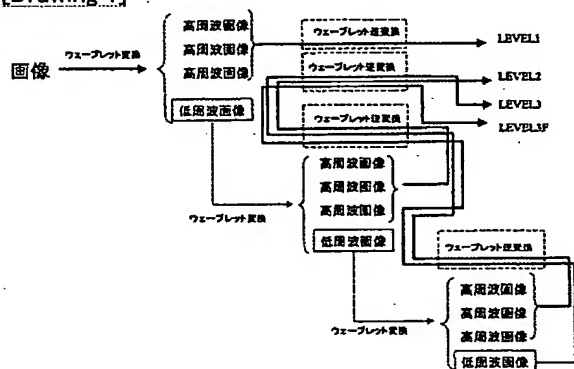 [Drawing 1]
高周波画像
高周波画像
高周波画像
低周波画像
画像
ウェーブレット変換
ウェーブレット逆変換
LEVEL1
ウェーブレット逆変換
LEVEL2
LEVEL3
ウェーブレット逆変換
LEVEL3F
高周波画像
高周波画像
高周波画像
低周波画像
ウェーブレット変換
ウェーブレット逆変換
高周波画像
高周波画像
高周波画像
低周波画像
ウェーブレット変換